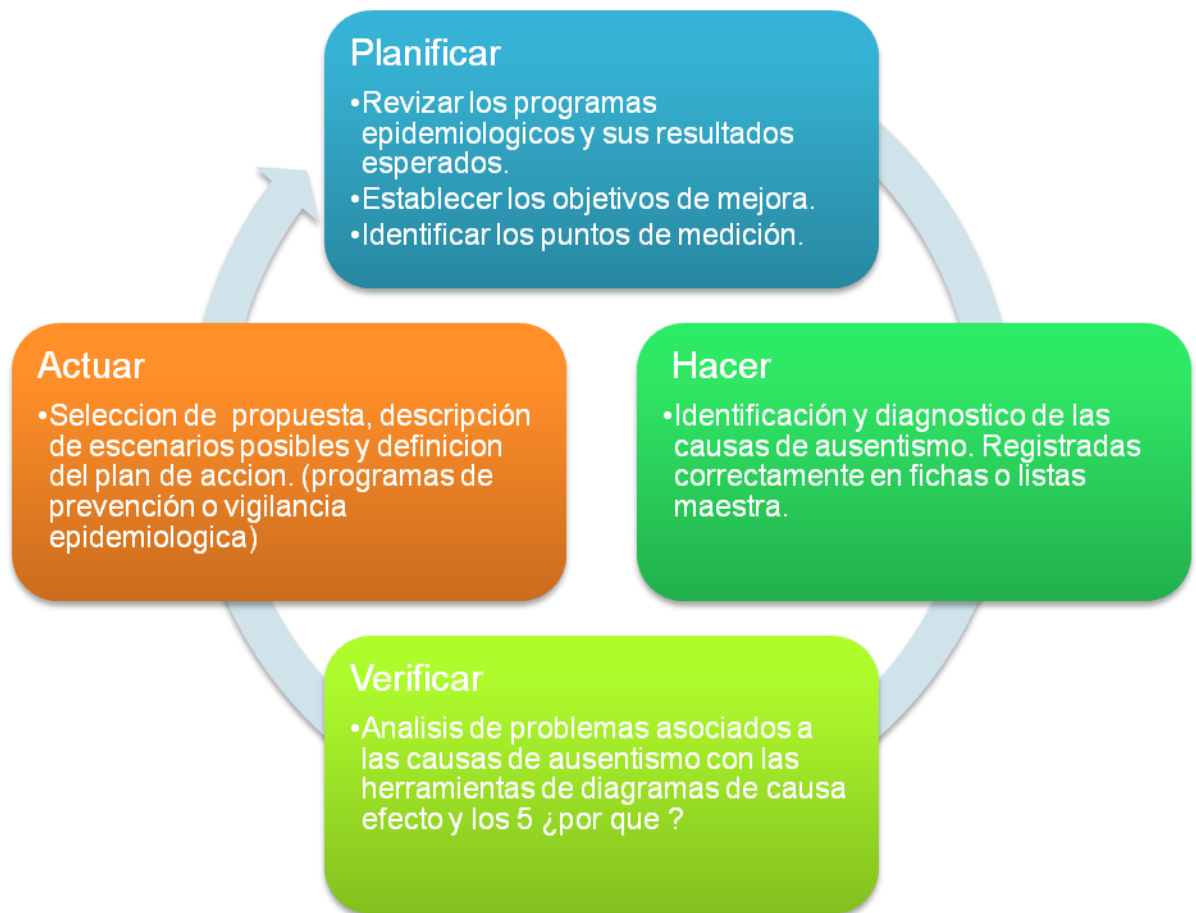 Planificar
•Revizar los programas
epidemiologicos y sus resultados
esperados.
•Establecer los objetivos de mejora.
•Identificar los puntos de medición.
Actuar
•Seleccion de propuesta, descripción
de escenarios posibles y definicion
del plan de accion. (programas de
prevención o vigilancia
epidemiologica)
Hacer
•Identificación y diagnostico de las
causas de ausentismo. Registradas
correctamente en fichas o listas
maestra.
Verificar
•Analisis de problemas asociados a
las causas de ausentismo con las
herramientas de diagramas de causa
efecto y los 5 ¿por que ?